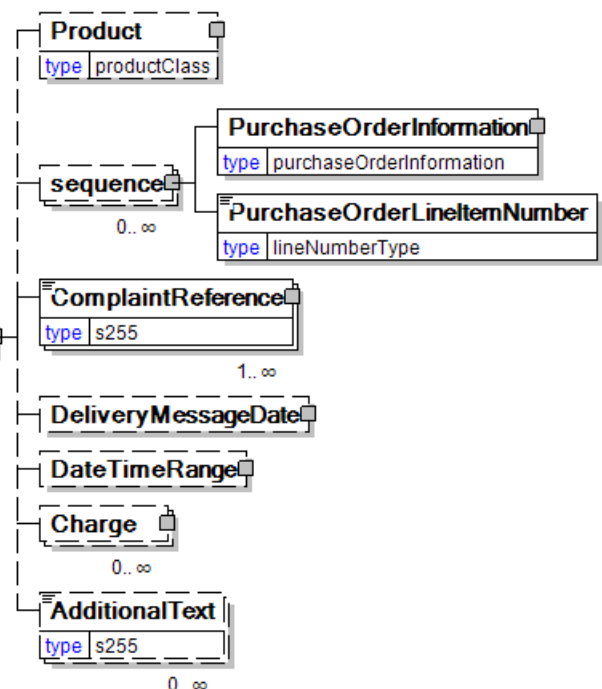 Product
type productClass
PurchaseOrderInformation
type purchaseOrderInformation
sequence
0.. ∞
PurchaseOrderLineItemNumber
type lineNumberType
ComplaintReference
type s255
1.. ∞
DeliveryMessageDate
DateTimeRange
Charge
0.. ∞
AdditionalText
type s255
0.. ∞